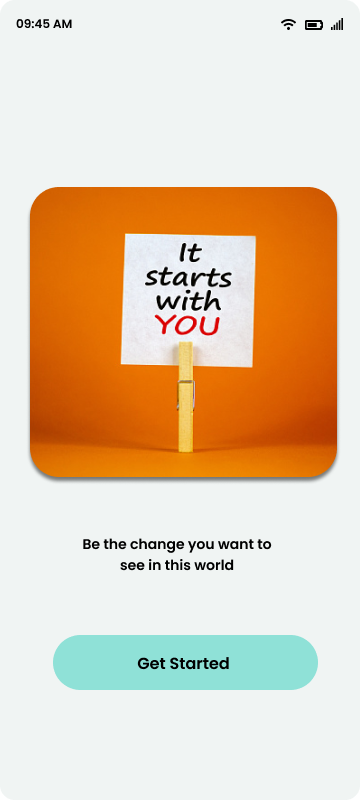 09:45 AM
It
starts
with
YOU
Be the change you want to
see in this world
Get Started